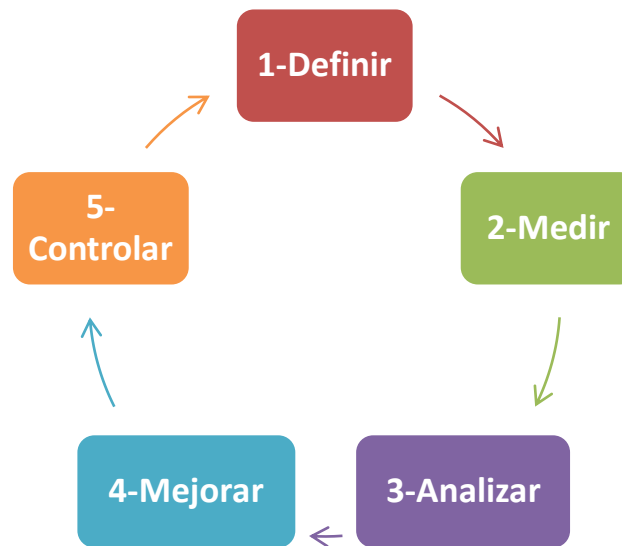 1-Definir
2-Medir
3-Analizar
4-Mejorar
5-
Controlar